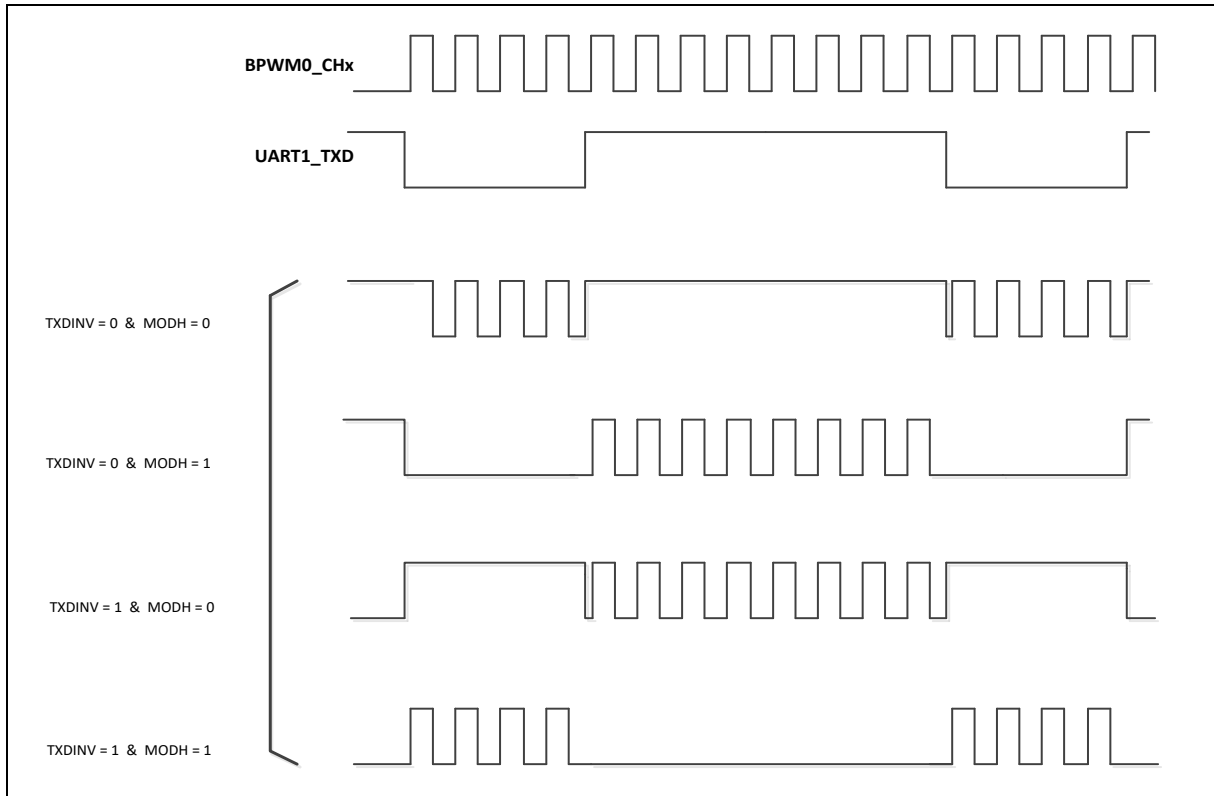 BPWM0_CHx
UART1_TXD
TXDINV = 0 & MODH = 0
TXDINV = 0 & MODH = 1
TXDINV = 1 & MODH = 0
TXDINV = 1 & MODH = 1